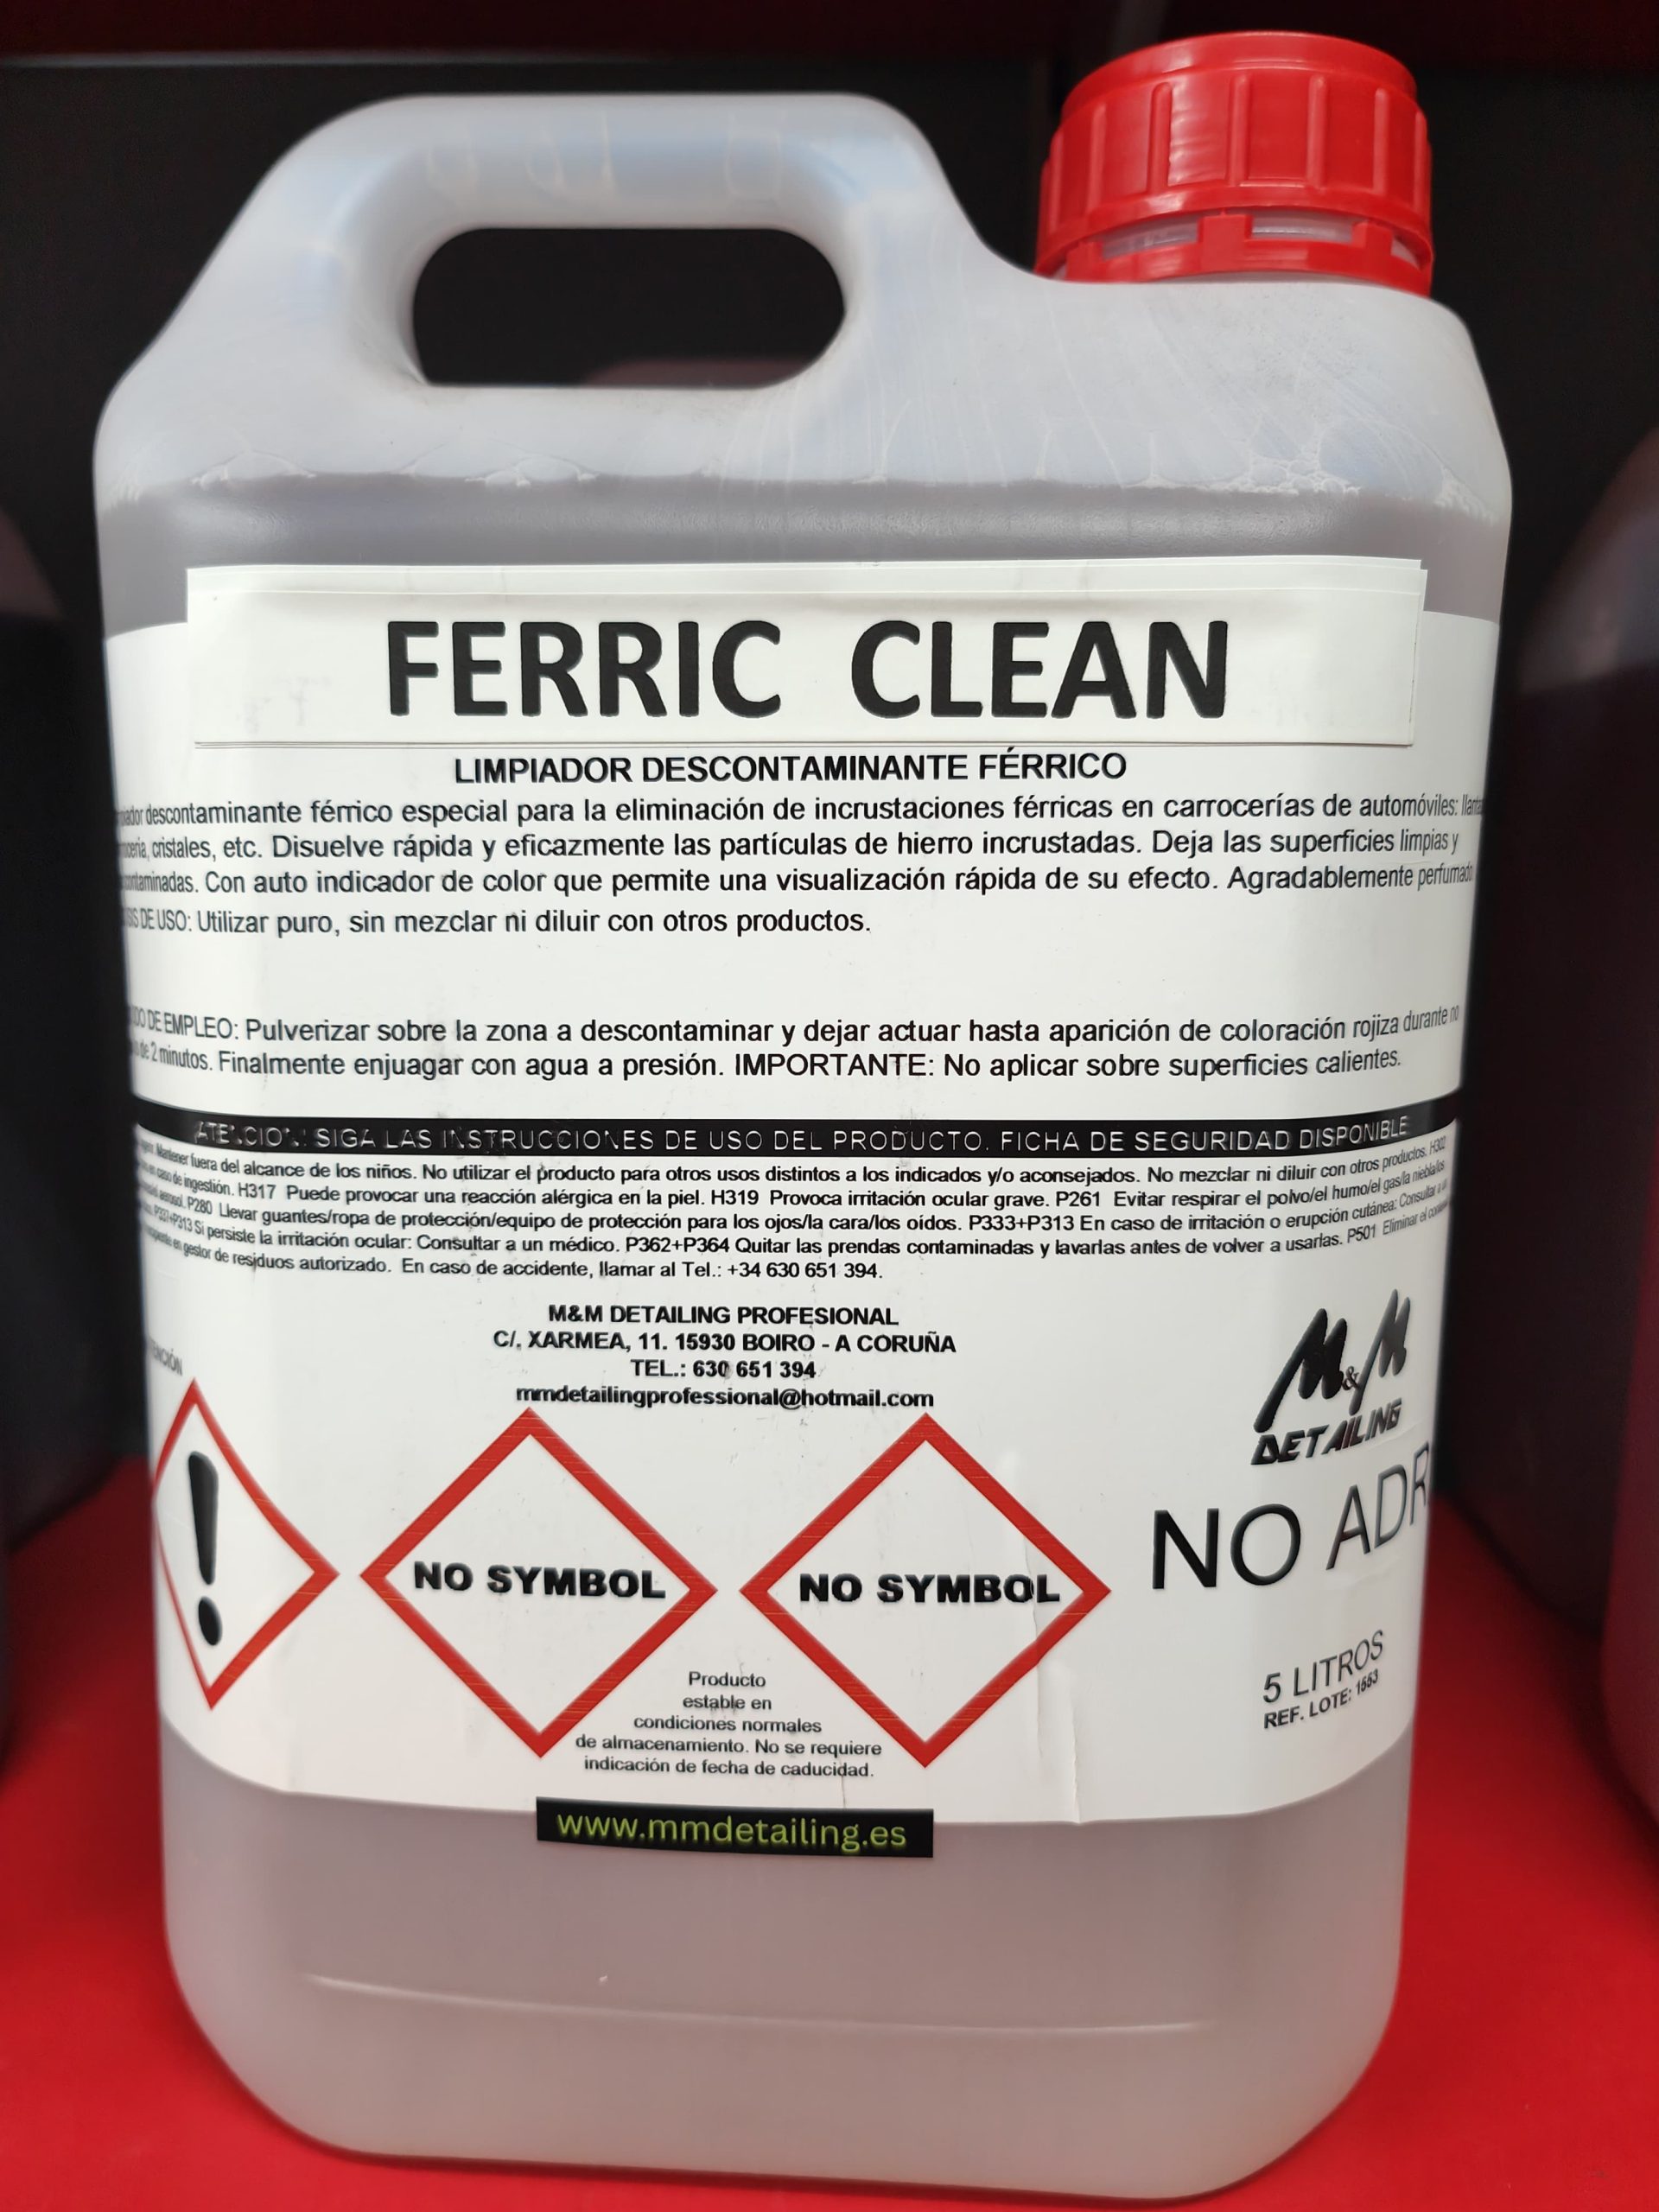 FERRIC CLEAN
LIMPIADOR DESCONTAMINANTE FÉRRICO
descontaminante férrico especial para la eliminación de incrustaciones férricas en carrocerías de automóviles:
cristales, etc. Disuelve rápida y eficazmente las partículas de hierro incrustadas. Deja las superficies limpias y
Con auto indicador de color que permite una visualización rápida de su efecto. Agradablemente perfumado
DE USO: Utilizar puro, sin mezclar ni diluir con otros productos.
DE EMPLEO: Pulverizar sobre la zona a descontaminar y dejar actuar hasta aparición de coloración rojiza durante no
de 2 minutos. Finalmente enjuagar con agua a presión. IMPORTANTE: No aplicar sobre superficies calientes.
ATENCION: SIGA LAS INSTRUCCIONES DE USO DEL PRODUCTO. FICHA DE SEGURIDAD DISPONIBLE
Mantener fuera del alcance de los niños. No utilizar el producto para otros usos distintos a los indicados y/o aconsejados. No mezclar ni diluir con otros productos. H302
en caso de ingestión. H317 Puede provocar una reacción alérgica en la piel. H319 Provoca irritación ocular grave. P261 Evitar respirar el polvo/el humo/el gas/la niebla/los
aerosol. P280 Llevar guantes/ropa de protección/equipo de protección para los ojos/la cara/los oídos. P333+P313 En caso de irritación o erupción cutánea: Consultar a un
P337+P313 Si persiste la irritación ocular: Consultar a un médico. P362+P364 Quitar las prendas contaminadas y lavarlas antes de volver a usarlas. P501 Eliminar el
en gestor de residuos autorizado. En caso de accidente, llamar al Tel.: +34 630 651 394.
M&M DETAILING PROFESIONAL
C/. XARMEA, 11. 15930 BOIRO - A CORUÑA
TEL.: 630 651 394
mmdetailingprofessional@hotmail.com
M&M
DETAILING
NO ADR
NO SYMBOL
NO SYMBOL
5 LITROS
REF. LOTE: 1553
Producto
estable en
condiciones normales
de almacenamiento. No se requiere
indicación de fecha de caducidad.
www.mmdetailing.es